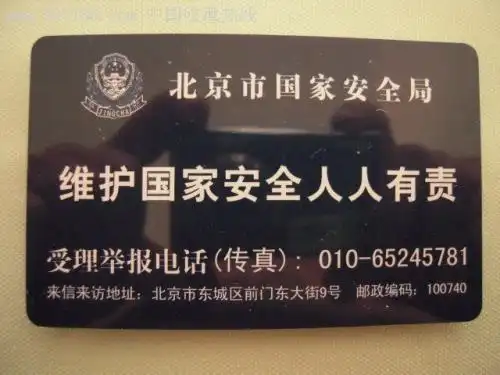 北京市国家安全局
JINGCHA
维护国家安全人人有责
受理举报电话(传真): 010-65245781
来信来访地址: 北京市东城区前门东大街9号 邮政编码: 100740